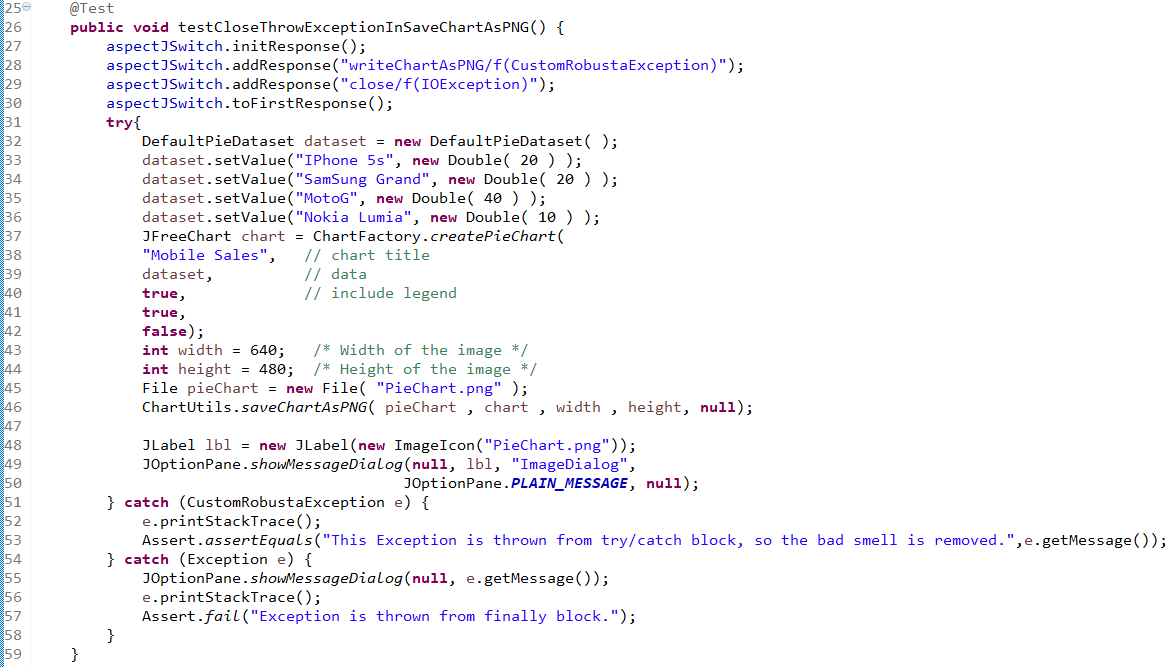 25    @Test
26    public void testCloseThrowExceptionInSaveChartAsPNG() {
27        aspectJSwitch.initResponse();
28        aspectJSwitch.addResponse("writeChartAsPNG/f(CustomRobustaException)");
29        aspectJSwitch.addResponse("close/f(IOException)");
30        aspectJSwitch.toFirstResponse();
31        try{
32            DefaultPieDataset dataset = new DefaultPieDataset( );
33            dataset.setValue("IPhone 5s", new Double( 20 ) );
34            dataset.setValue("SamSung Grand", new Double( 20 ) );
35            dataset.setValue("MotoG", new Double( 40 ) );
36            dataset.setValue("Nokia Lumia", new Double( 10 ) );
37            JFreeChart chart = ChartFactory.createPieChart(
38            "Mobile Sales",   // chart title
39            dataset,          // data
40            true,             // include legend
41            true,
42            false);
43            int width = 640;   /* Width of the image */
44            int height = 480;  /* Height of the image */
45            File pieChart = new File( "PieChart.png" );
46            ChartUtils.saveChartAsPNG( pieChart , chart , width , height, null);
47
48            JLabel lbl = new JLabel(new ImageIcon("PieChart.png"));
49            JOptionPane.showMessageDialog(null, lbl, "ImageDialog",
50                                         JOptionPane.PLAIN_MESSAGE, null);
51        } catch (CustomRobustaException e) {
52            e.printStackTrace();
53            Assert.assertEquals("This Exception is thrown from try/catch block, so the bad smell is removed.",e.getMessage());
54        } catch (Exception e) {
55            JOptionPane.showMessageDialog(null, e.getMessage());
56            e.printStackTrace();
57            Assert.fail("Exception is thrown from finally block.");
58        }
59    }